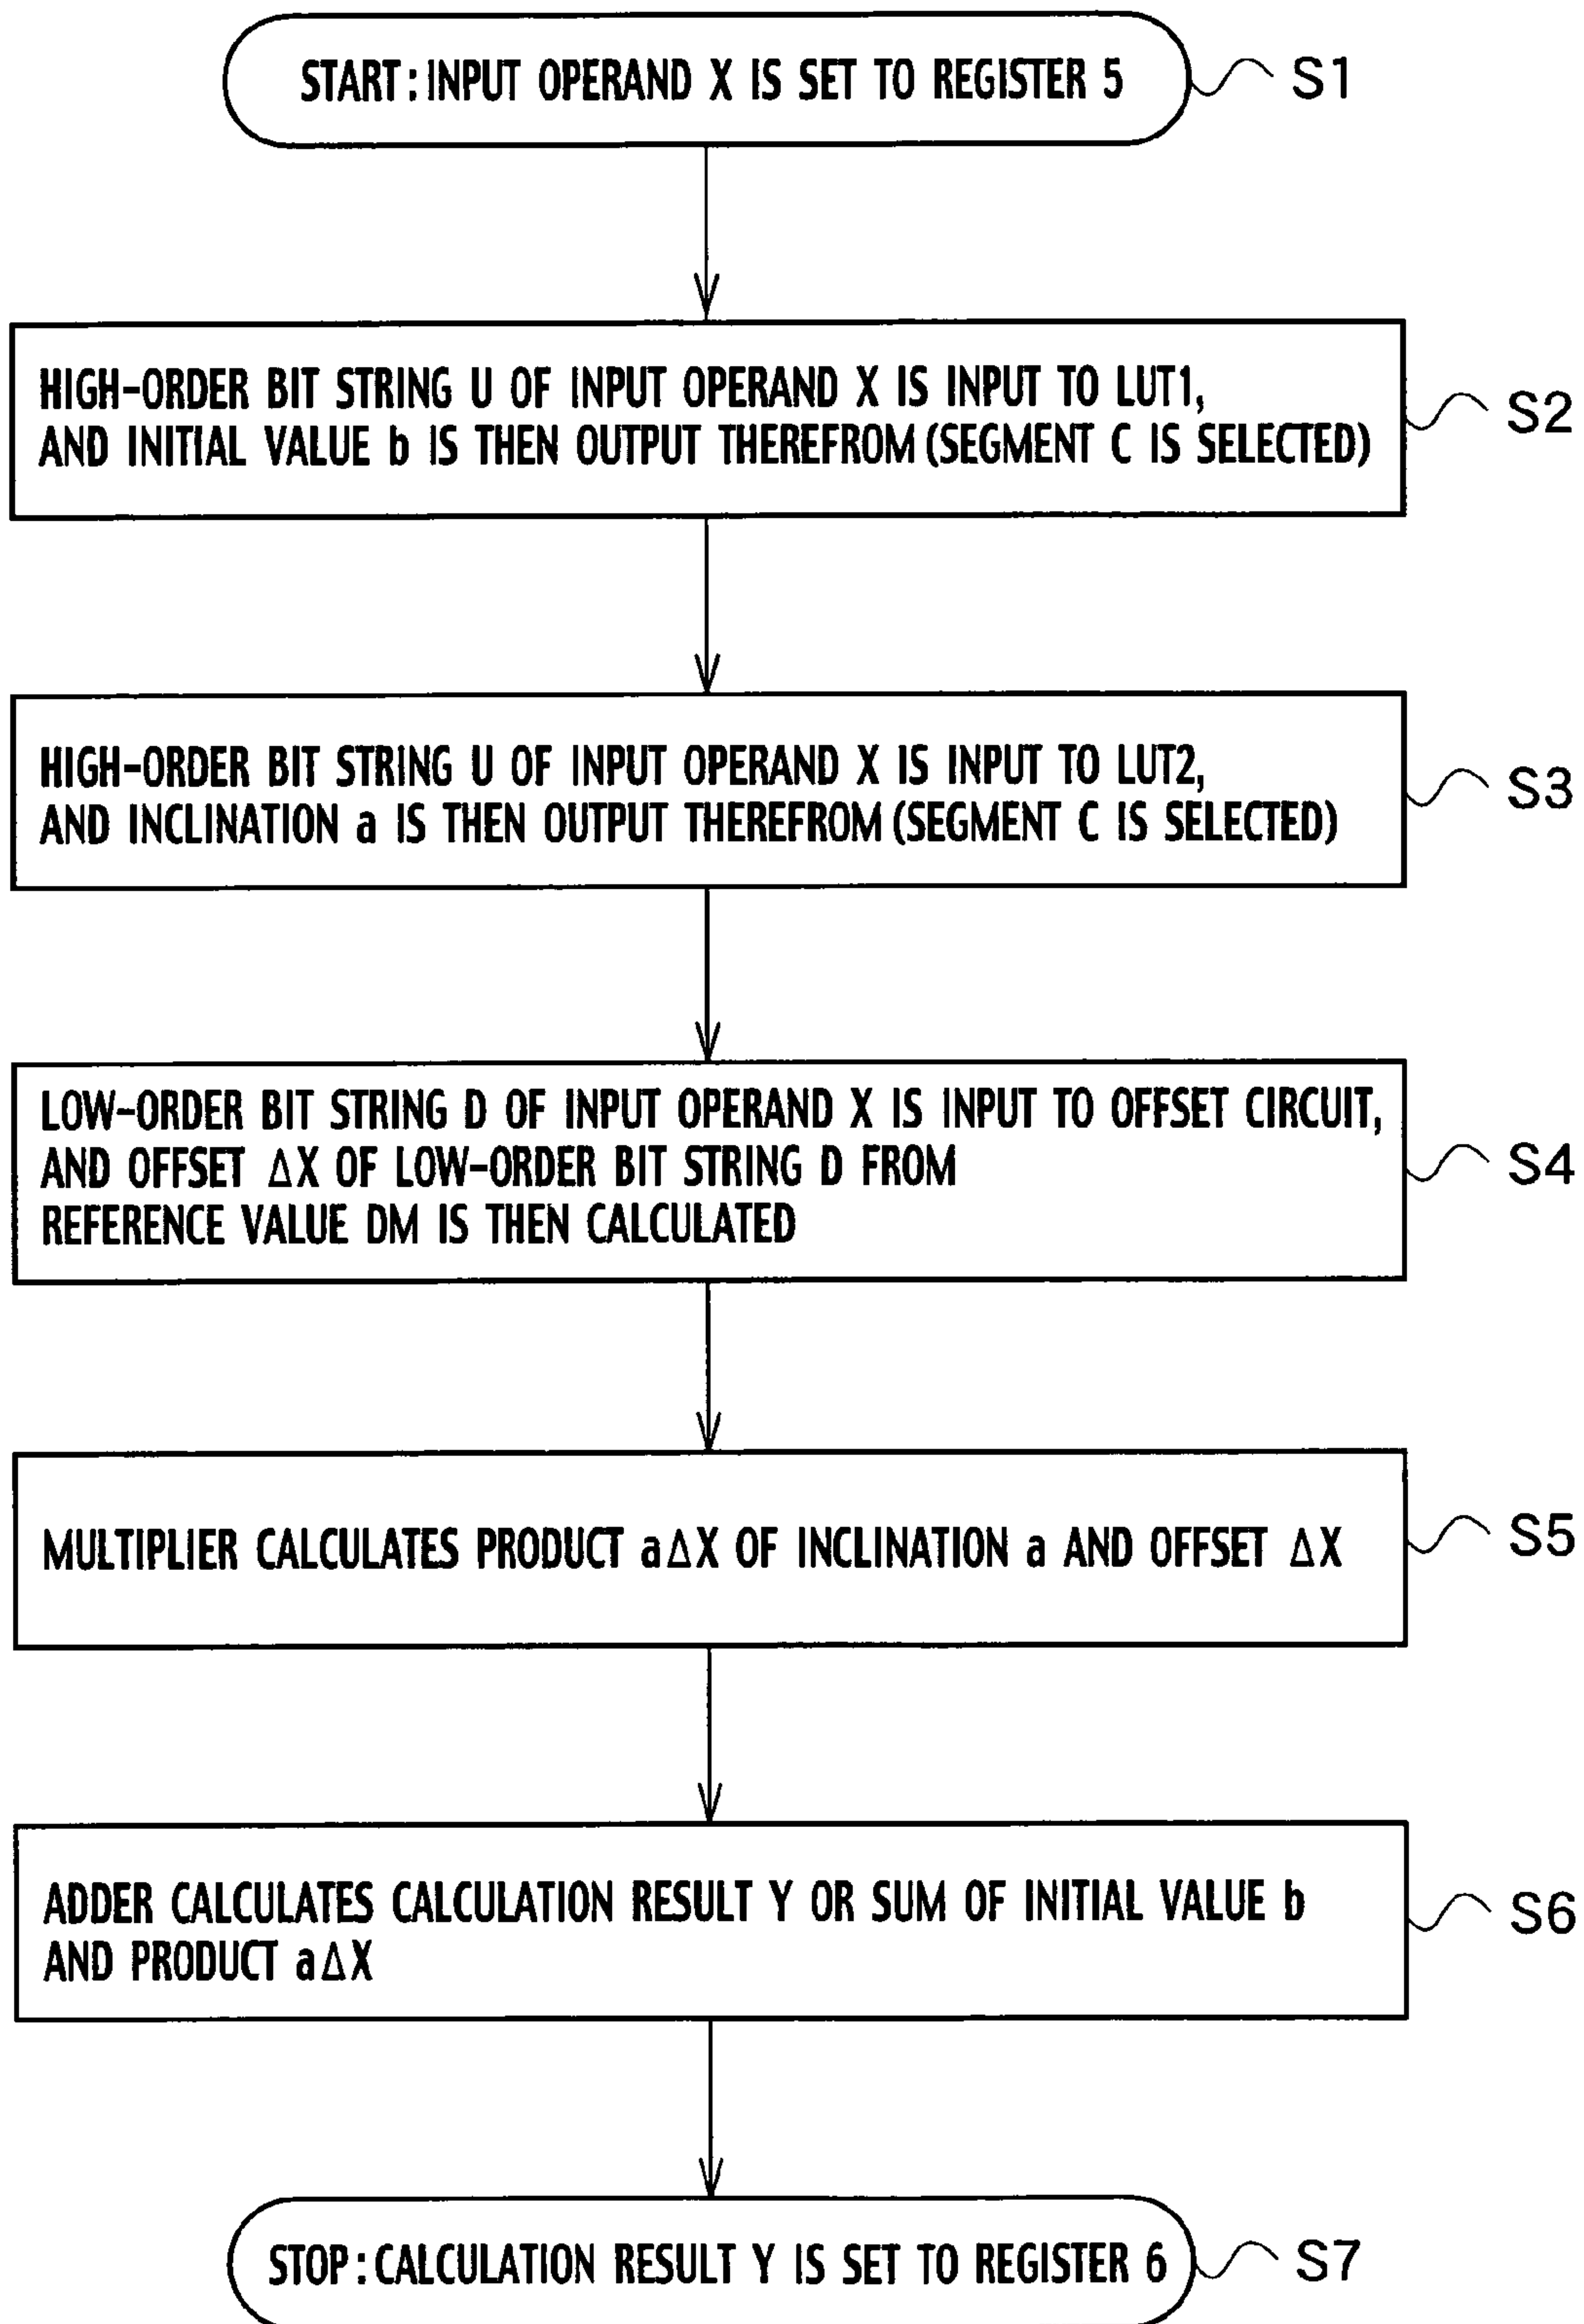 START: INPUT OPERAND X IS SET TO REGISTER 5
S1
HIGH-ORDER BIT STRING U OF INPUT OPERAND X IS INPUT TO LUT1,
AND INITIAL VALUE b IS THEN OUTPUT THEREFROM (SEGMENT C IS SELECTED)
S2
HIGH-ORDER BIT STRING U OF INPUT OPERAND X IS INPUT TO LUT2,
AND INCLINATION a IS THEN OUTPUT THEREFROM (SEGMENT C IS SELECTED)
S3
LOW-ORDER BIT STRING D OF INPUT OPERAND X IS INPUT TO OFFSET CIRCUIT,
AND OFFSET ΔX OF LOW-ORDER BIT STRING D FROM
REFERENCE VALUE DM IS THEN CALCULATED
S4
MULTIPLIER CALCULATES PRODUCT aΔX OF INCLINATION a AND OFFSET ΔX
S5
ADDER CALCULATES CALCULATION RESULT Y OR SUM OF INITIAL VALUE b
AND PRODUCT aΔX
S6
STOP: CALCULATION RESULT Y IS SET TO REGISTER 6
S7